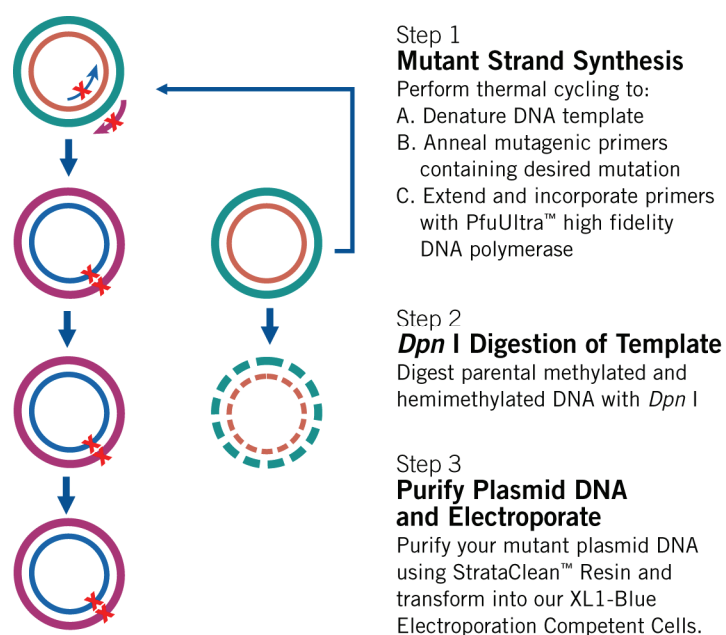 Step 1
Mutant Strand Synthesis
Perform thermal cycling to:
A. Denature DNA template
B. Anneal mutagenic primers
containing desired mutation
C. Extend and incorporate primers
with PfuUltra™ high fidelity
DNA polymerase
Step 2
Dpn I Digestion of Template
Digest parental methylated and
hemimethylated DNA with Dpn I
Step 3
Purify Plasmid DNA
and Electroporate
Purify your mutant plasmid DNA
using StrataClean™ Resin and
transform into our XL1-Blue
Electroporation Competent Cells.